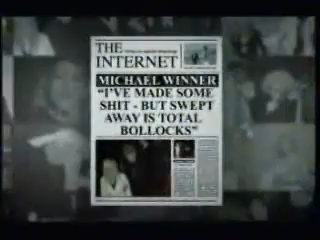 THE
INTERNET
MICHAEL WINNER
"I'VE MADE SOME
SHIT - BUT SWEPT
AWAY IS TOTAL
BOLLOCKS"